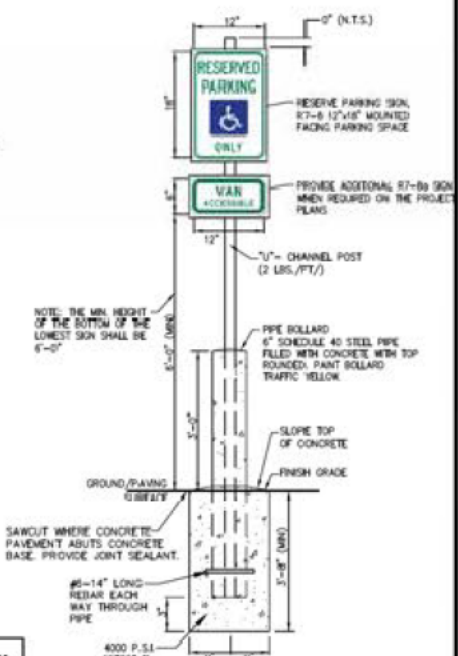 12"
0" (N.T.S.)
RESERVED
PARKING
ONLY
18"
RESERVE PARKING SIGN,
R7-8 12"x18" MOUNTED
FACING PARKING SPACE
VAN
ACCESSIBLE
6"
12"
PROVIDE ADDITIONAL R7-8a SIGN
WHEN REQUIRED ON THE PROJECT
PLANS
"U"- CHANNEL POST
(2 LBS./FT/)
NOTE: THE MIN. HEIGHT
OF THE BOTTOM OF THE
LOWEST SIGN SHALL BE
6'-0"
6'-0" (MIN)
PIPE BOLLARD
6" SCHEDULE 40 STEEL PIPE
FILLED WITH CONCRETE WITH TOP
ROUNDED. PAINT BOLLARD
TRAFFIC YELLOW
3'-0"
SLOPE TOP
OF CONCRETE
FINISH GRADE
GROUND/PAVING
SURFACE
SAWCUT WHERE CONCRETE
PAVEMENT ABUTS CONCRETE
BASE. PROVIDE JOINT SEALANT.
3'-8" (MIN)
#6-14" LONG
REBAR EACH
WAY THROUGH
PIPE
3"
4000 P.S.I.